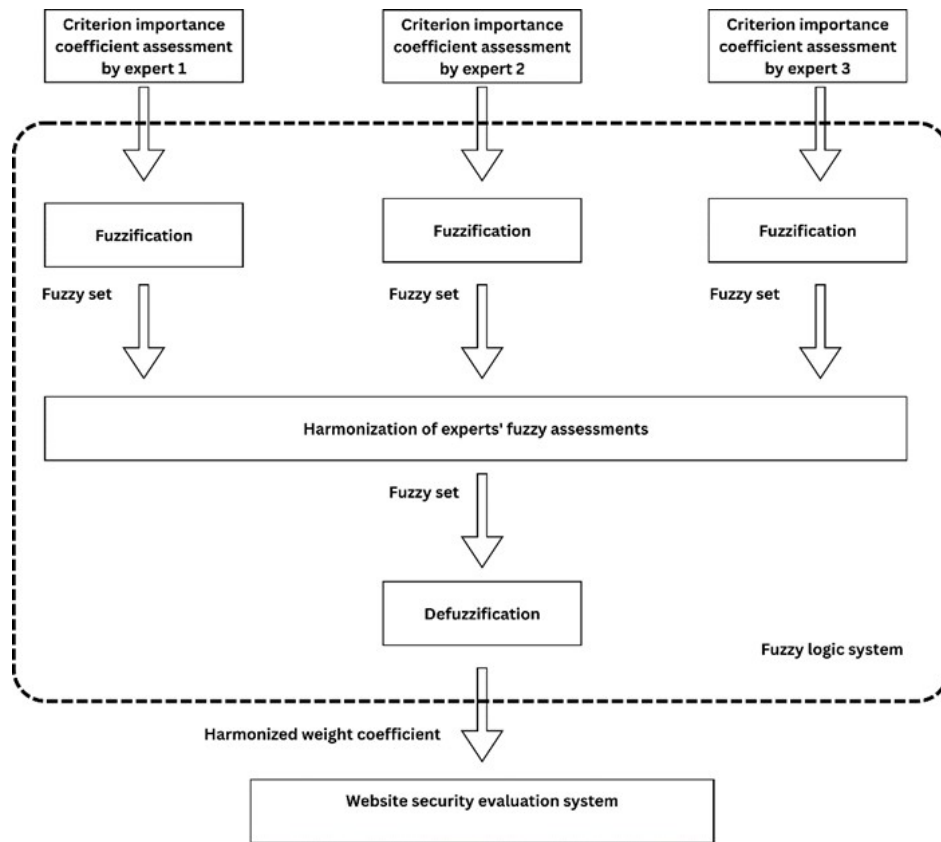 Criterion importance
coefficient assessment
by expert 1
Criterion importance
coefficient assessment
by expert 2
Criterion importance
coefficient assessment
by expert 3
Fuzzification
Fuzzification
Fuzzification
Fuzzy set
Fuzzy set
Fuzzy set
Harmonization of experts' fuzzy assessments
Fuzzy set
Defuzzification
Fuzzy logic system
Harmonized weight coefficient
Website security evaluation system